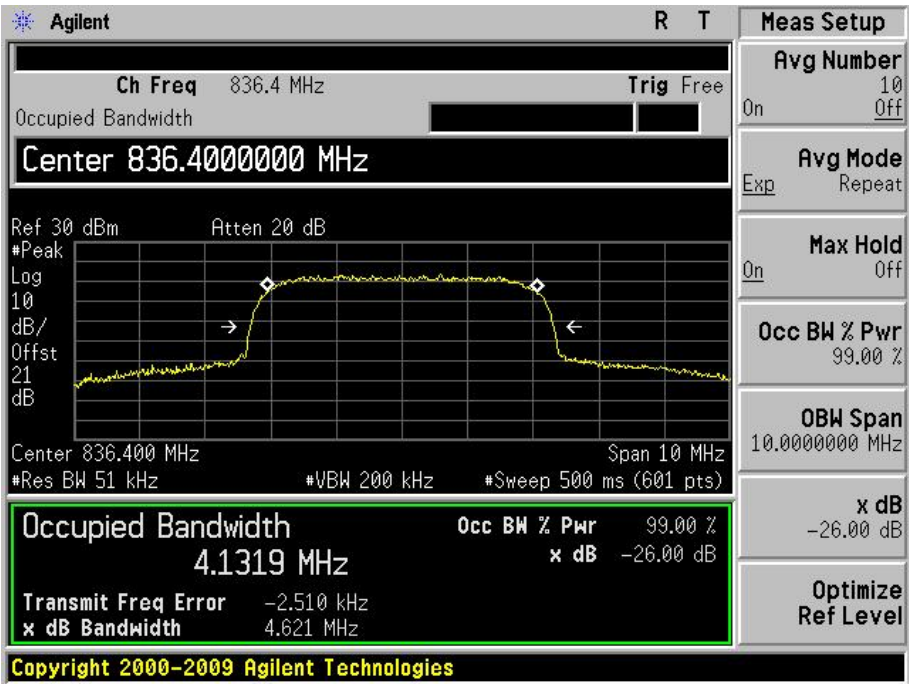 Agilent R T
Ch Freq 836.4 MHz Trig Free
Occupied Bandwidth
Center 836.4000000 MHz
Ref 30 dBm Atten 20 dB
#Peak
Log
10
dB/
Offst
21
dB
Center 836.400 MHz Span 10 MHz
#Res BW 51 kHz #VBW 200 kHz #Sweep 500 ms (601 pts)
Occupied Bandwidth Occ BW % Pwr 99.00 %
4.1319 MHz x dB -26.00 dB
Transmit Freq Error -2.510 kHz
x dB Bandwidth 4.621 MHz
Copyright 2000-2009 Agilent Technologies
Meas Setup
Avg Number
10
On Off
Avg Mode
Exp Repeat
Max Hold
On Off
Occ BW % Pwr
99.00 %
OBW Span
10.0000000 MHz
x dB
-26.00 dB
Optimize
Ref Level